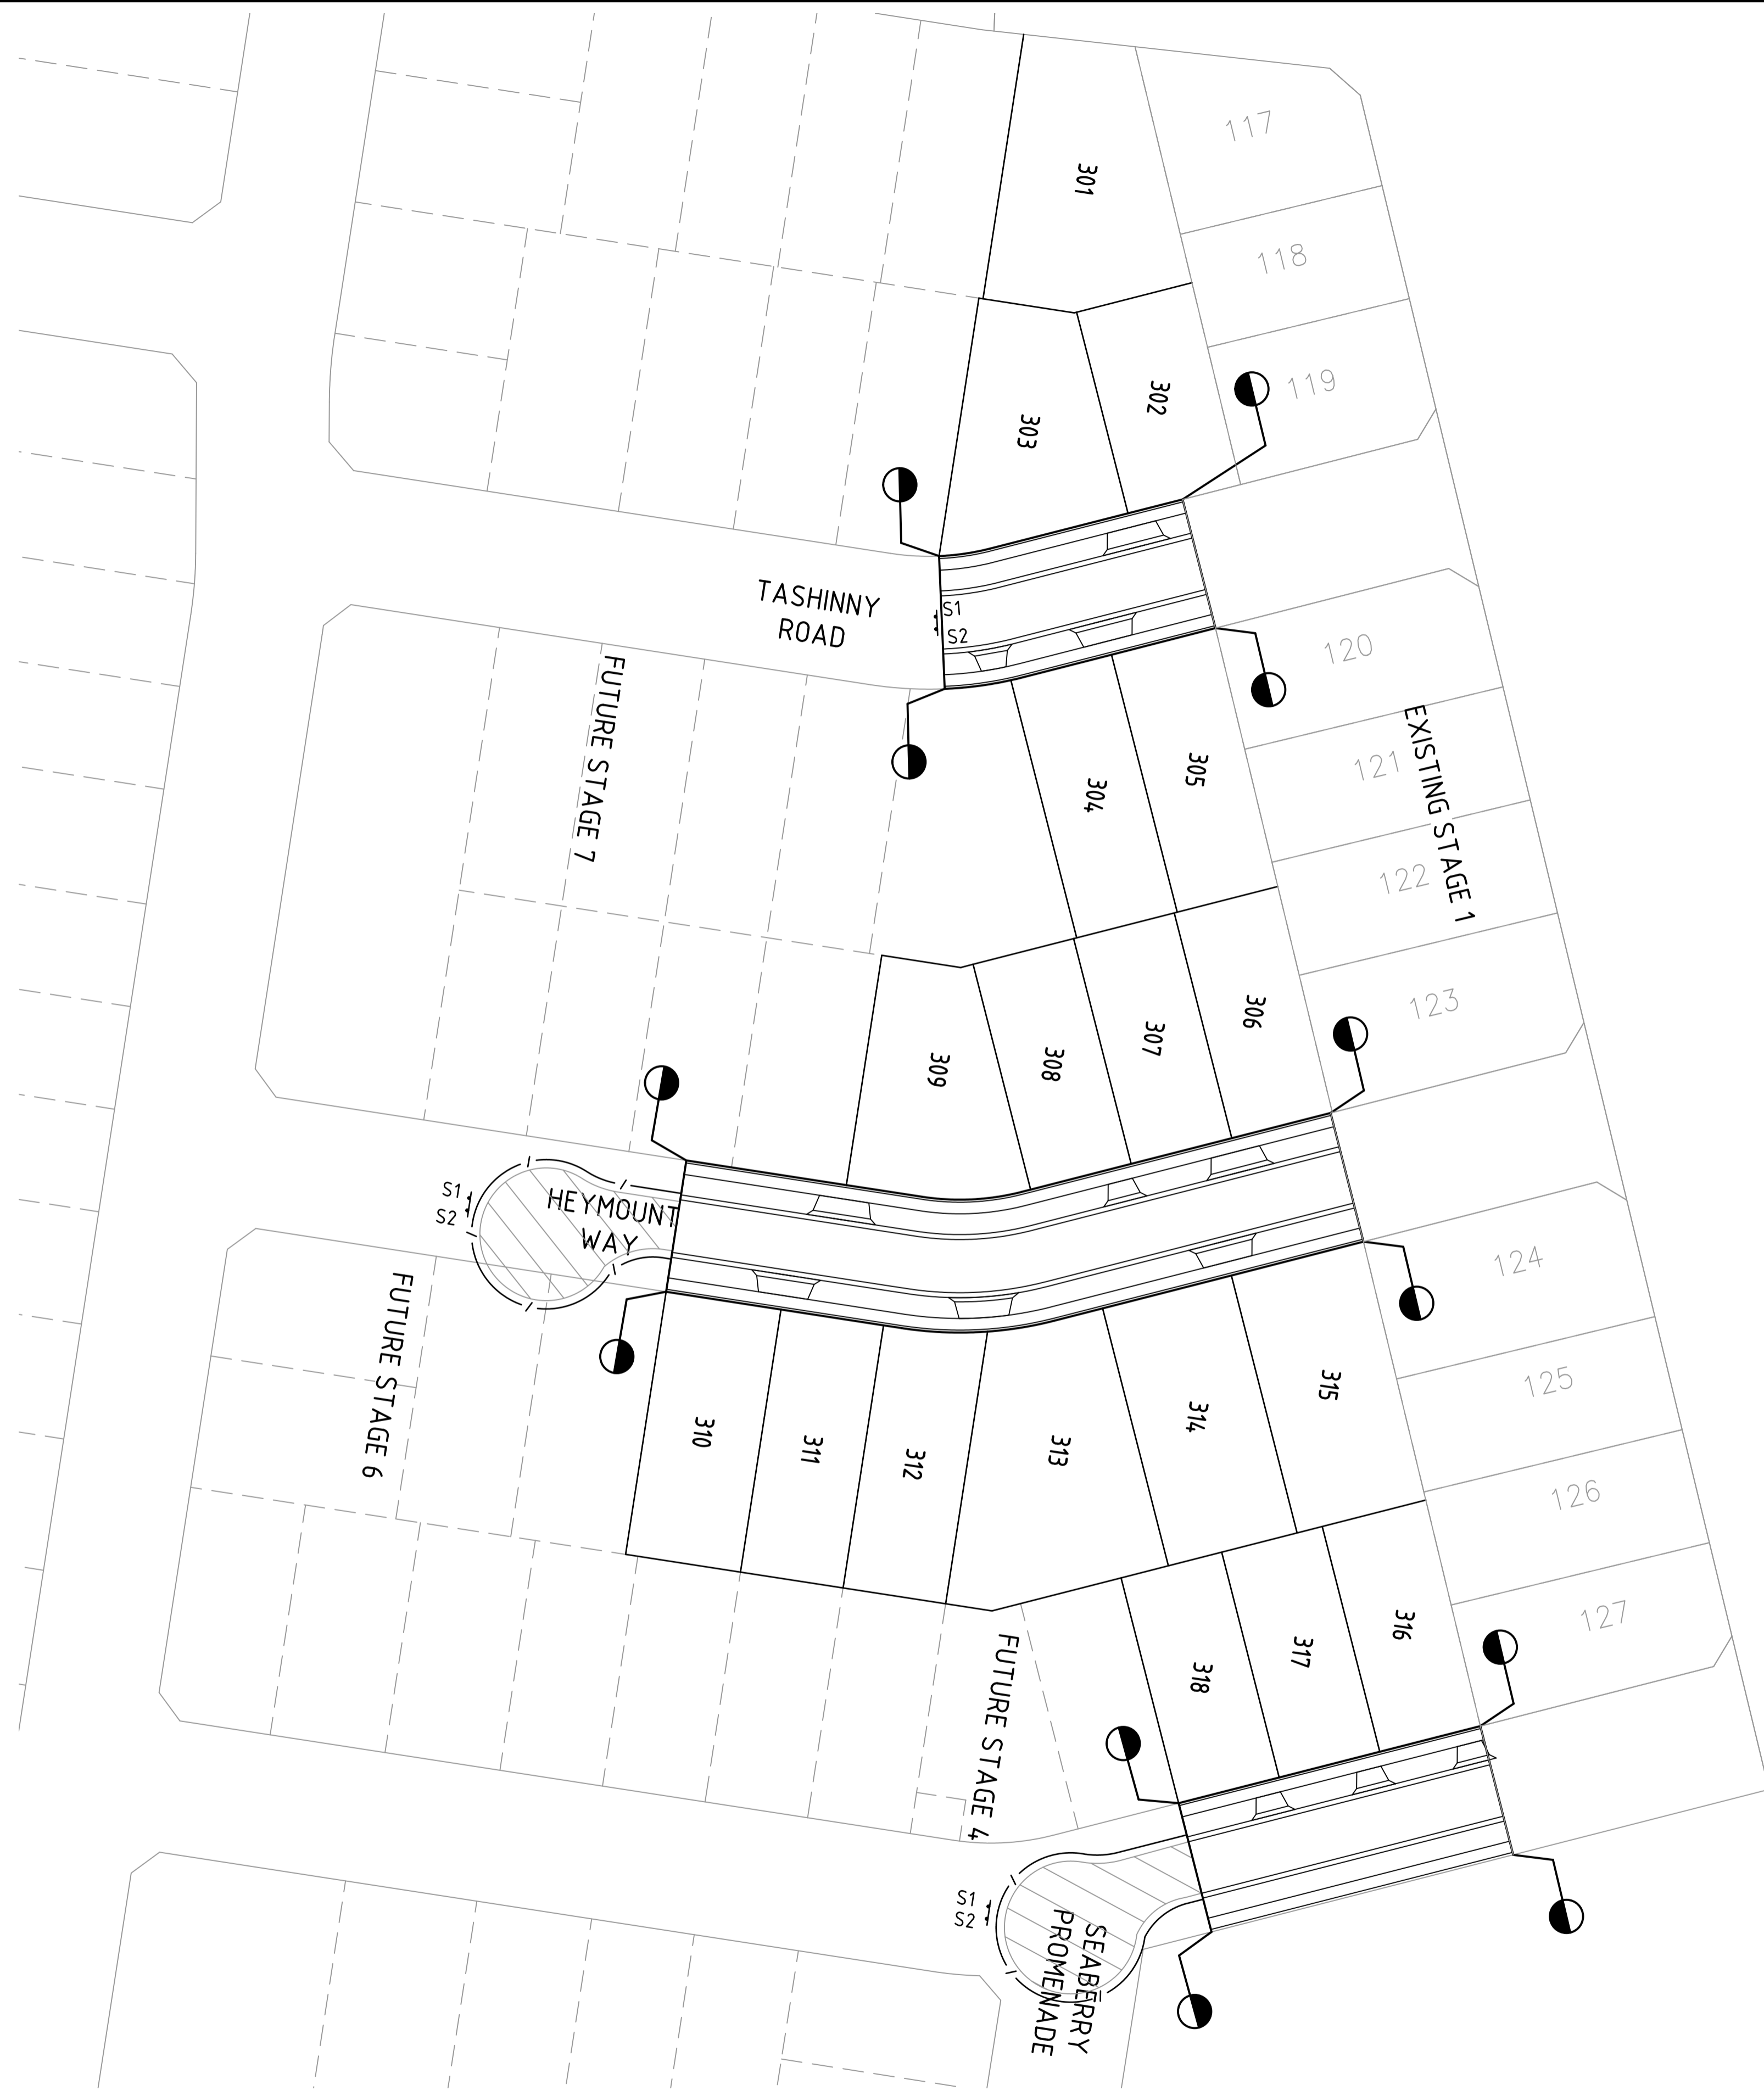 117
301
118
119
302
303
TASHINNY
ROAD
S1
S2
120
FUTURE STAGE 7
EXISTING STAGE 1
121
305
304
122
123
306
307
308
309
S1
S2
HEYMOUNT
WAY
124
FUTURE STAGE 6
125
315
314
310
311
312
313
126
127
316
317
318
FUTURE STAGE 4
S1
S2
SEABERRY
PROMENADE